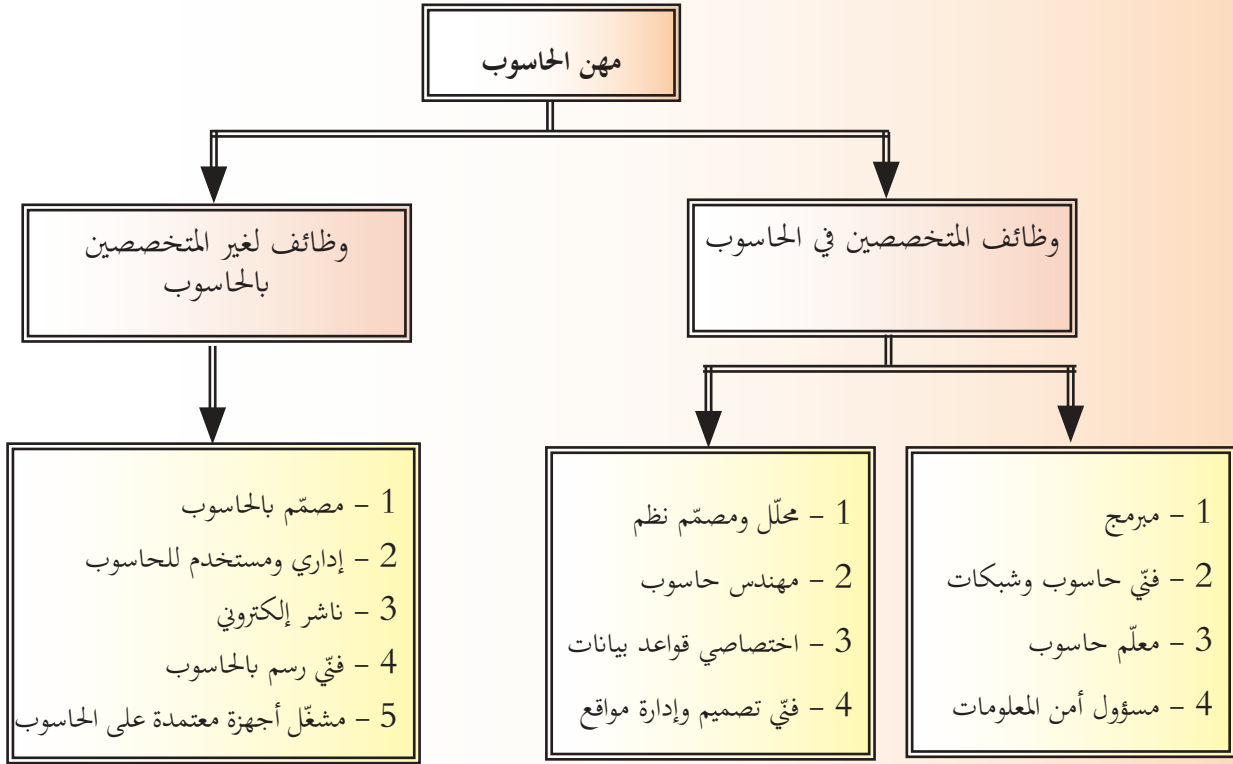 مهن الحاسوب
وظائف المتخصصين في الحاسوب
وظائف لغير المتخصصين
بالحاسوب
1 - مبرمج
2 - فنّي حاسوب وشبكات
3 - معلّم حاسوب
4 - مسؤول أمن المعلومات
1 - محلّل ومصمّم نظم
2 - مهندس حاسوب
3 - اختصاصي قواعد بيانات
4 - فنّي تصميم وإدارة مواقع
1 - مصمّم بالحاسوب
2 - إداري ومستخدم للحاسوب
3 - ناشر إلكتروني
4 - فنّي رسم بالحاسوب
5 - مشغّل أجهزة معتمدة على الحاسوب